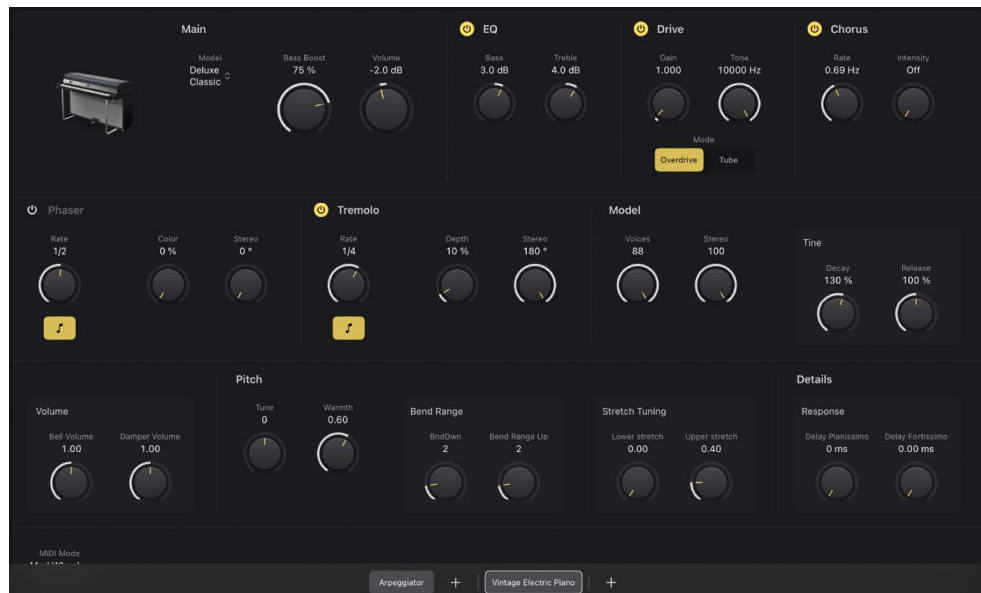 Main
EQ
Drive
Chorus
Model
Deluxe
Classic
Bass Boost
75 %
Volume
-2.0 dB
Bass
3.0 dB
Treble
4.0 dB
Gain
1.000
Tone
10000 Hz
Rate
0.69 Hz
Intensity
Off
Mode
Overdrive
Tube
Phaser
Tremolo
Model
Rate
1/2
Color
0 %
Stereo
0 °
Rate
1/4
Depth
10 %
Stereo
180 °
Voices
88
Stereo
100
Tine
Decay
130 %
Release
100 %
Pitch
Details
Volume
Bell Volume
1.00
Damper Volume
1.00
Tune
0
Warmth
0.60
Bend Range
BndDwn
2
Bend Range Up
2
Stretch Tuning
Lower stretch
0.00
Upper stretch
0.40
Response
Delay Pianissimo
0 ms
Delay Fortissimo
0.00 ms
MIDI Mode
Arpeggiator
+
Vintage Electric Piano
+